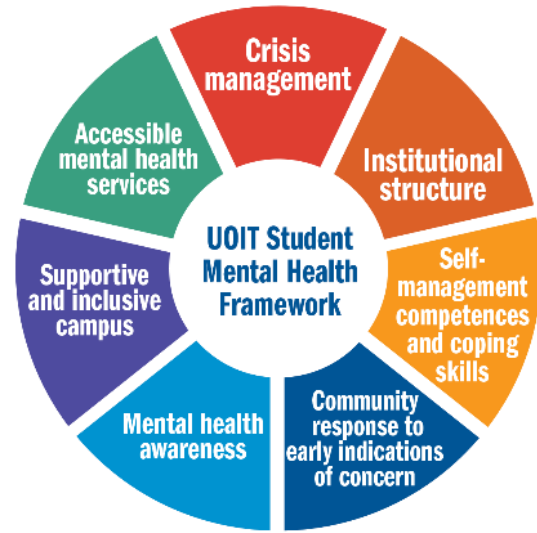 Crisis
management
Institutional
structure
Self-
management
competences
and coping
skills
Community
response to
early indications
of concern
Mental health
awareness
Supportive
and inclusive
campus
Accessible
mental health
services
UOIT Student
Mental Health
Framework